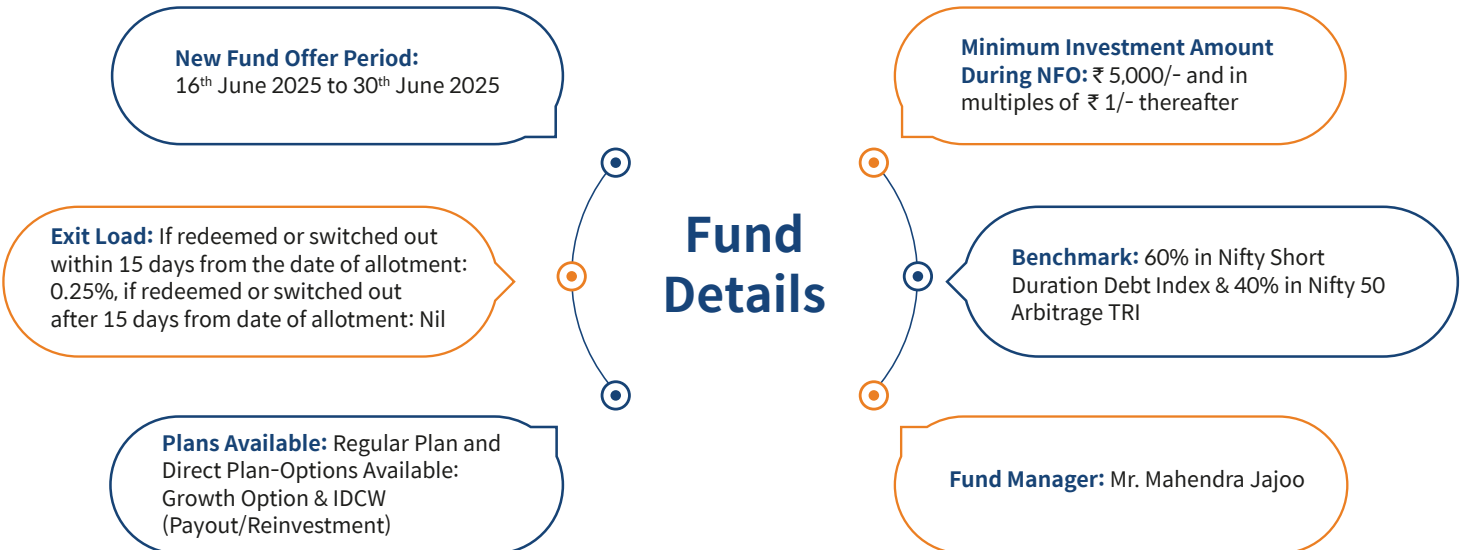 New Fund Offer Period:
16th June 2025 to 30th June 2025
Minimum Investment Amount
During NFO: ₹ 5,000/- and in
multiples of ₹ 1/- thereafter
Exit Load: If redeemed or switched out
within 15 days from the date of allotment:
0.25%, if redeemed or switched out
after 15 days from date of allotment: Nil
Fund
Details
Benchmark: 60% in Nifty Short
Duration Debt Index & 40% in Nifty 50
Arbitrage TRI
Plans Available: Regular Plan and
Direct Plan-Options Available:
Growth Option & IDCW
(Payout/Reinvestment)
Fund Manager: Mr. Mahendra Jajoo